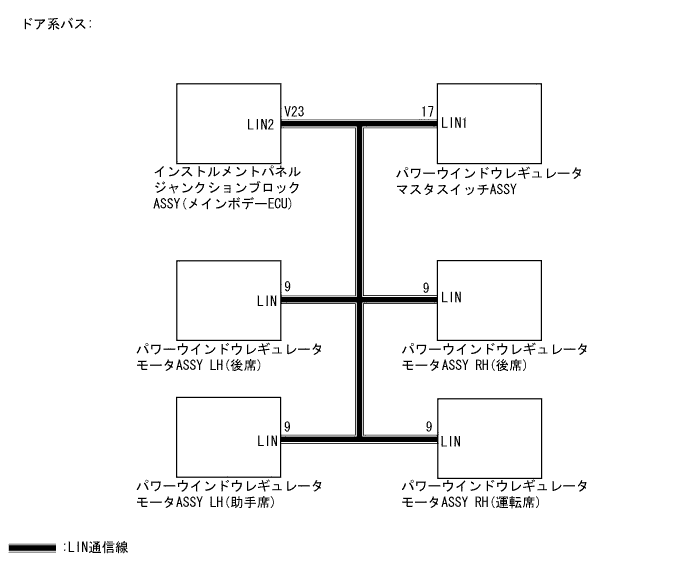 ドア系バス:
V23
17
LIN2
LIN1
インストルメントパネル
ジャンクションブロック
ASSY(メインボデーECU)
パワーウインドウレギュレータ
マスタスイッチASSY
9
9
LIN
LIN
パワーウインドウレギュレータ
モータASSY LH(後席)
パワーウインドウレギュレータ
モータASSY RH(後席)
9
9
LIN
LIN
パワーウインドウレギュレータ
モータASSY LH(助手席)
パワーウインドウレギュレータ
モータASSY RH(運転席)
:LIN通信線